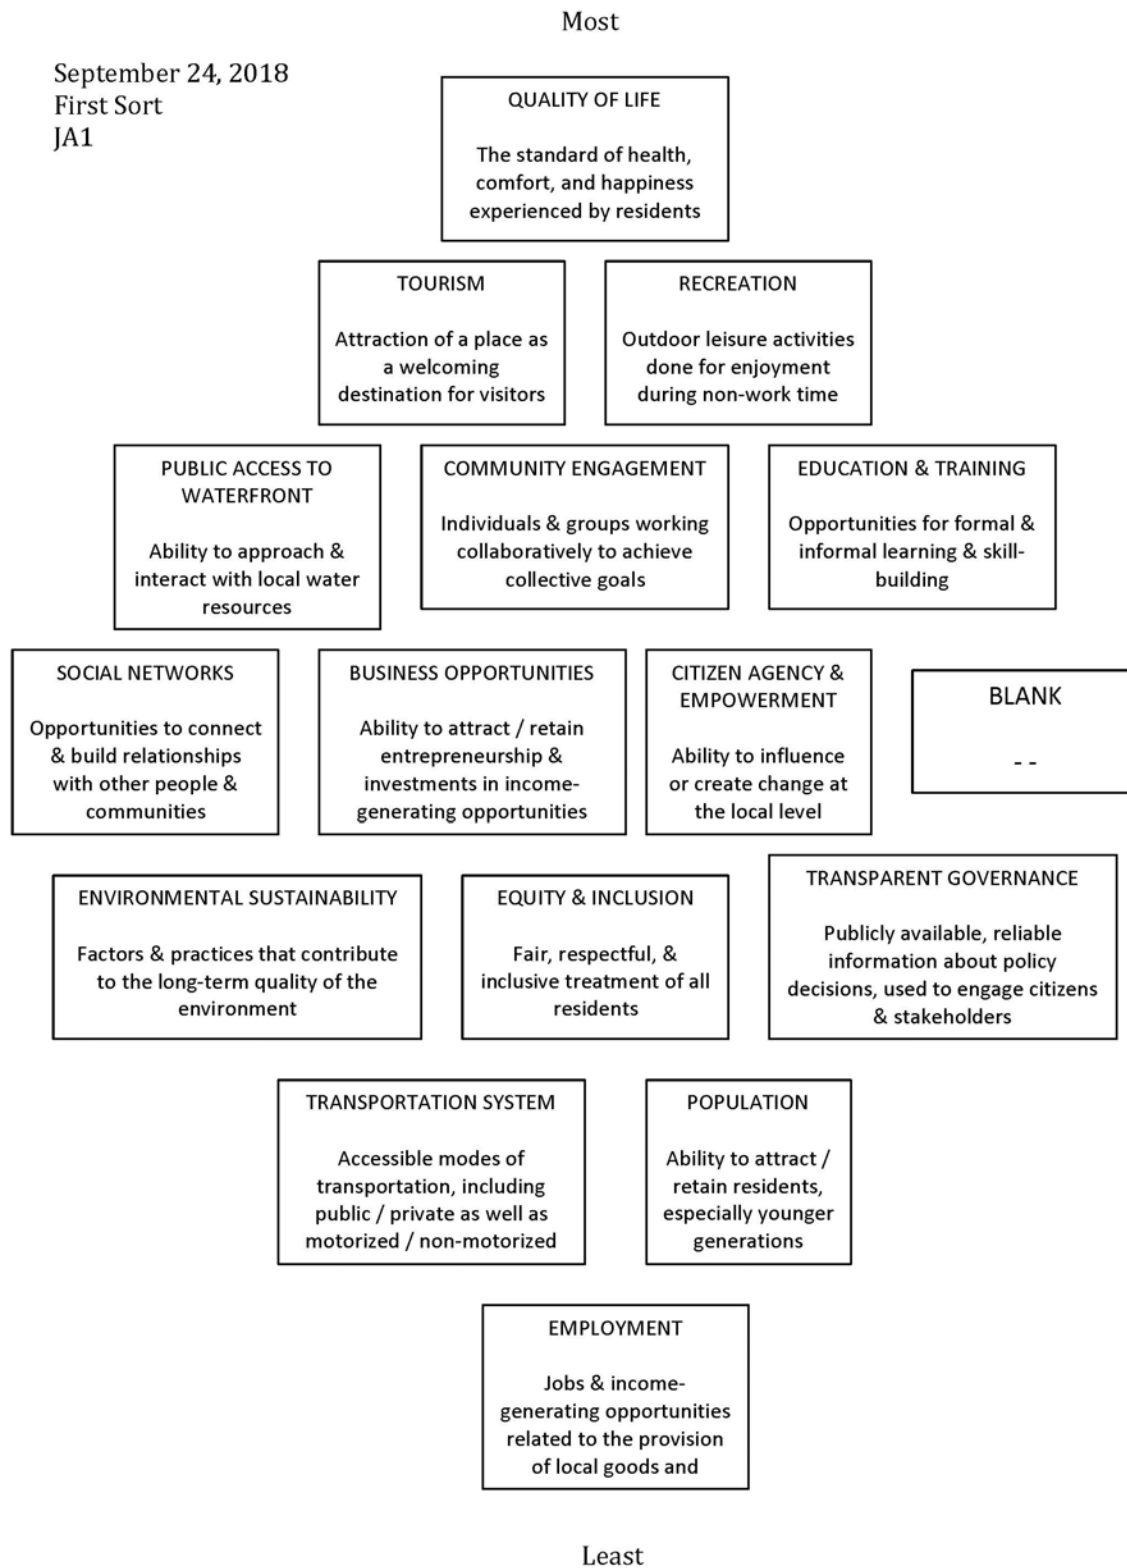 Most
September 24, 2018
First Sort
JA1
QUALITY OF LIFE
The standard of health,
comfort, and happiness
experienced by residents
TOURISM
Attraction of a place as
a welcoming
destination for visitors
RECREATION
Outdoor leisure activities
done for enjoyment
during non-work time
PUBLIC ACCESS TO
WATERFRONT
Ability to approach &
interact with local water
resources
COMMUNITY ENGAGEMENT
Individuals & groups working
collaboratively to achieve
collective goals
EDUCATION & TRAINING
Opportunities for formal &
informal learning & skill-
building
SOCIAL NETWORKS
Opportunities to connect
& build relationships
with other people &
communities
BUSINESS OPPORTUNITIES
Ability to attract / retain
entrepreneurship &
investments in income-
generating opportunities
CITIZEN AGENCY &
EMPOWERMENT
Ability to influence
or create change at
the local level
BLANK
- -
ENVIRONMENTAL SUSTAINABILITY
Factors & practices that contribute
to the long-term quality of the
environment
EQUITY & INCLUSION
Fair, respectful, &
inclusive treatment of all
residents
TRANSPARENT GOVERNANCE
Publicly available, reliable
information about policy
decisions, used to engage citizens
& stakeholders
TRANSPORTATION SYSTEM
Accessible modes of
transportation, including
public / private as well as
motorized / non-motorized
POPULATION
Ability to attract /
retain residents,
especially younger
generations
EMPLOYMENT
Jobs & income-
generating opportunities
related to the provision
of local goods and
Least